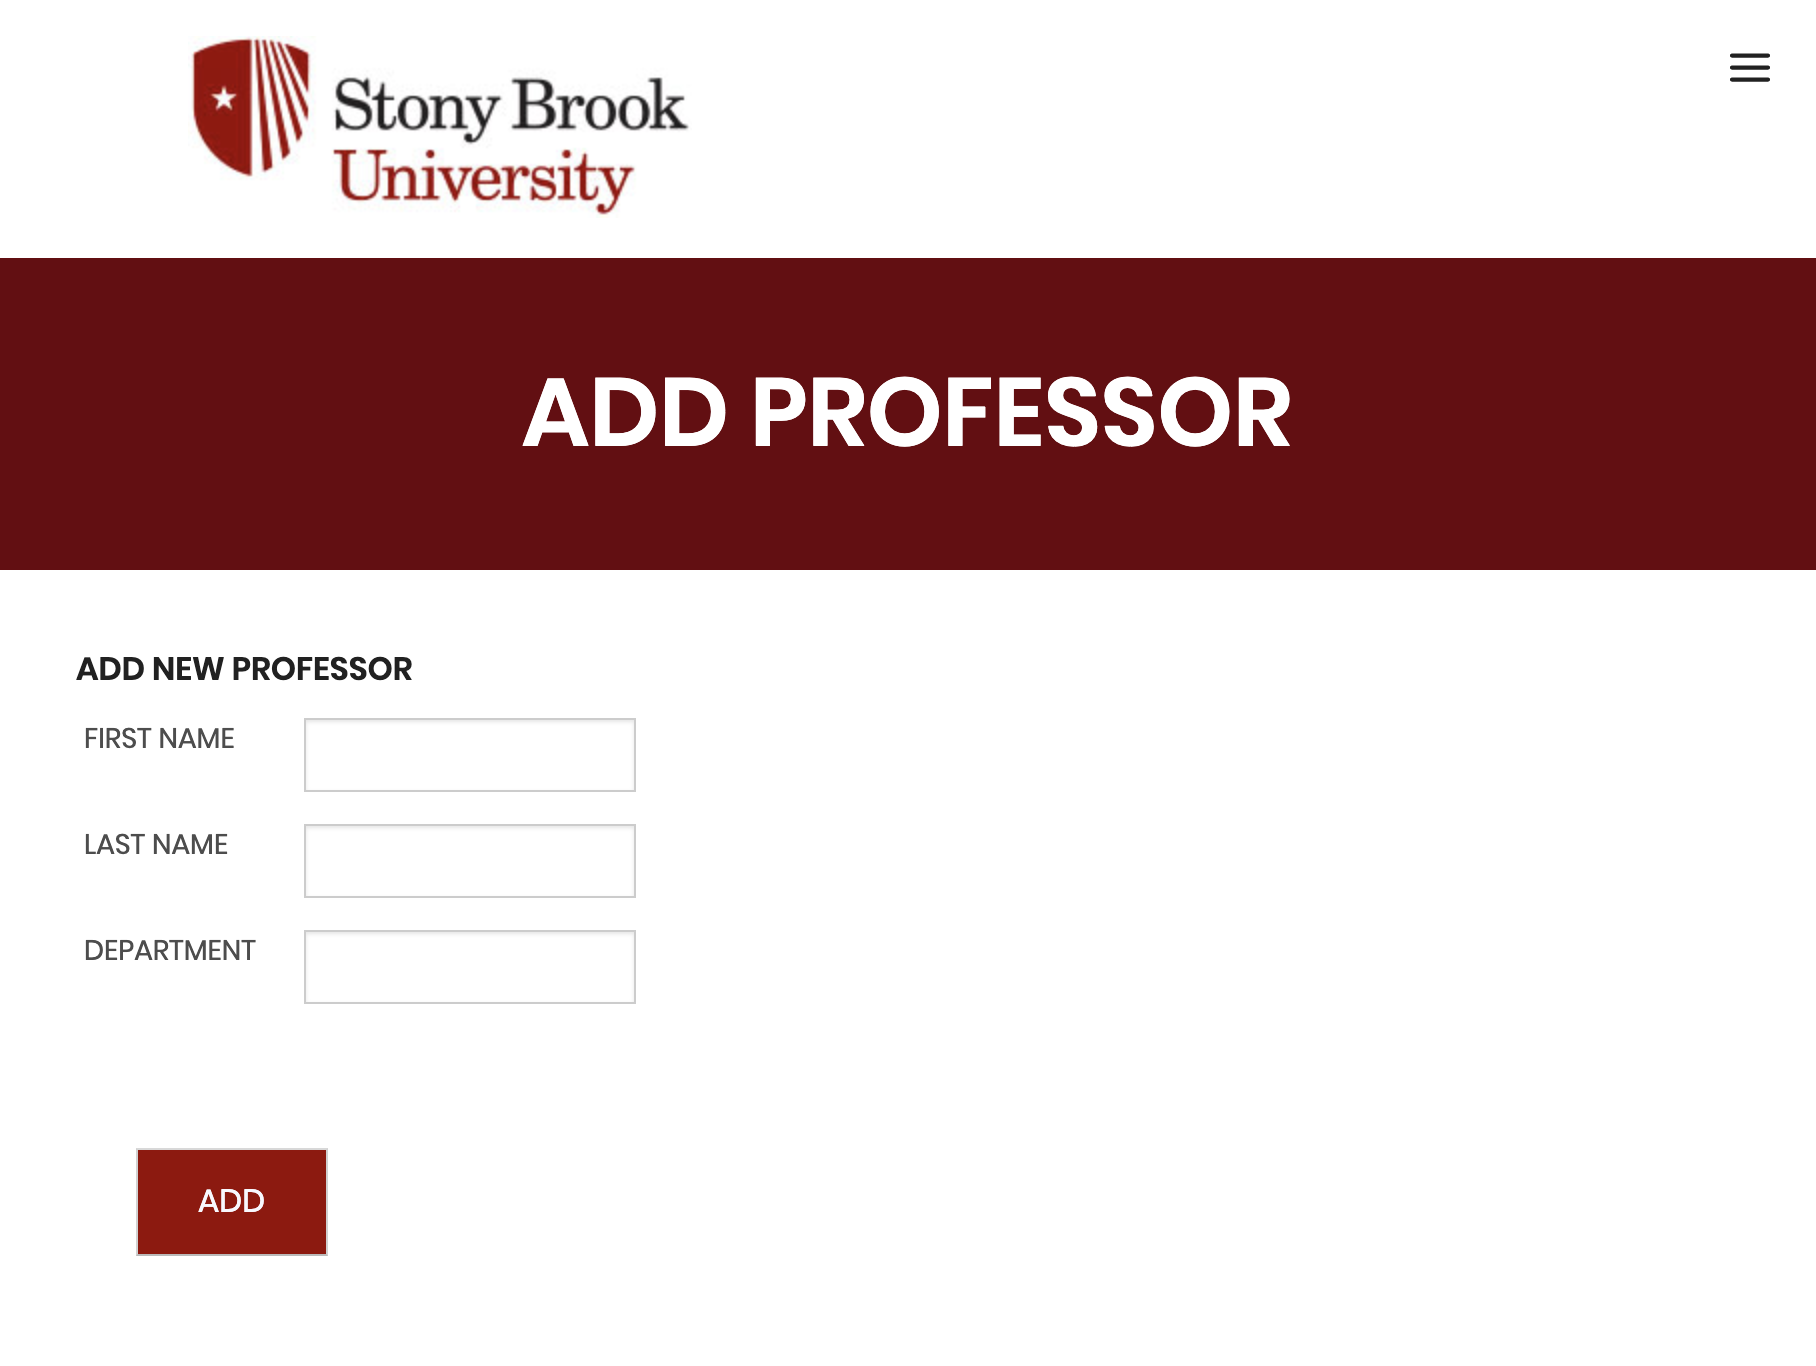 Stony Brook
University
ADD PROFESSOR
ADD NEW PROFESSOR
FIRST NAME
LAST NAME
DEPARTMENT
ADD